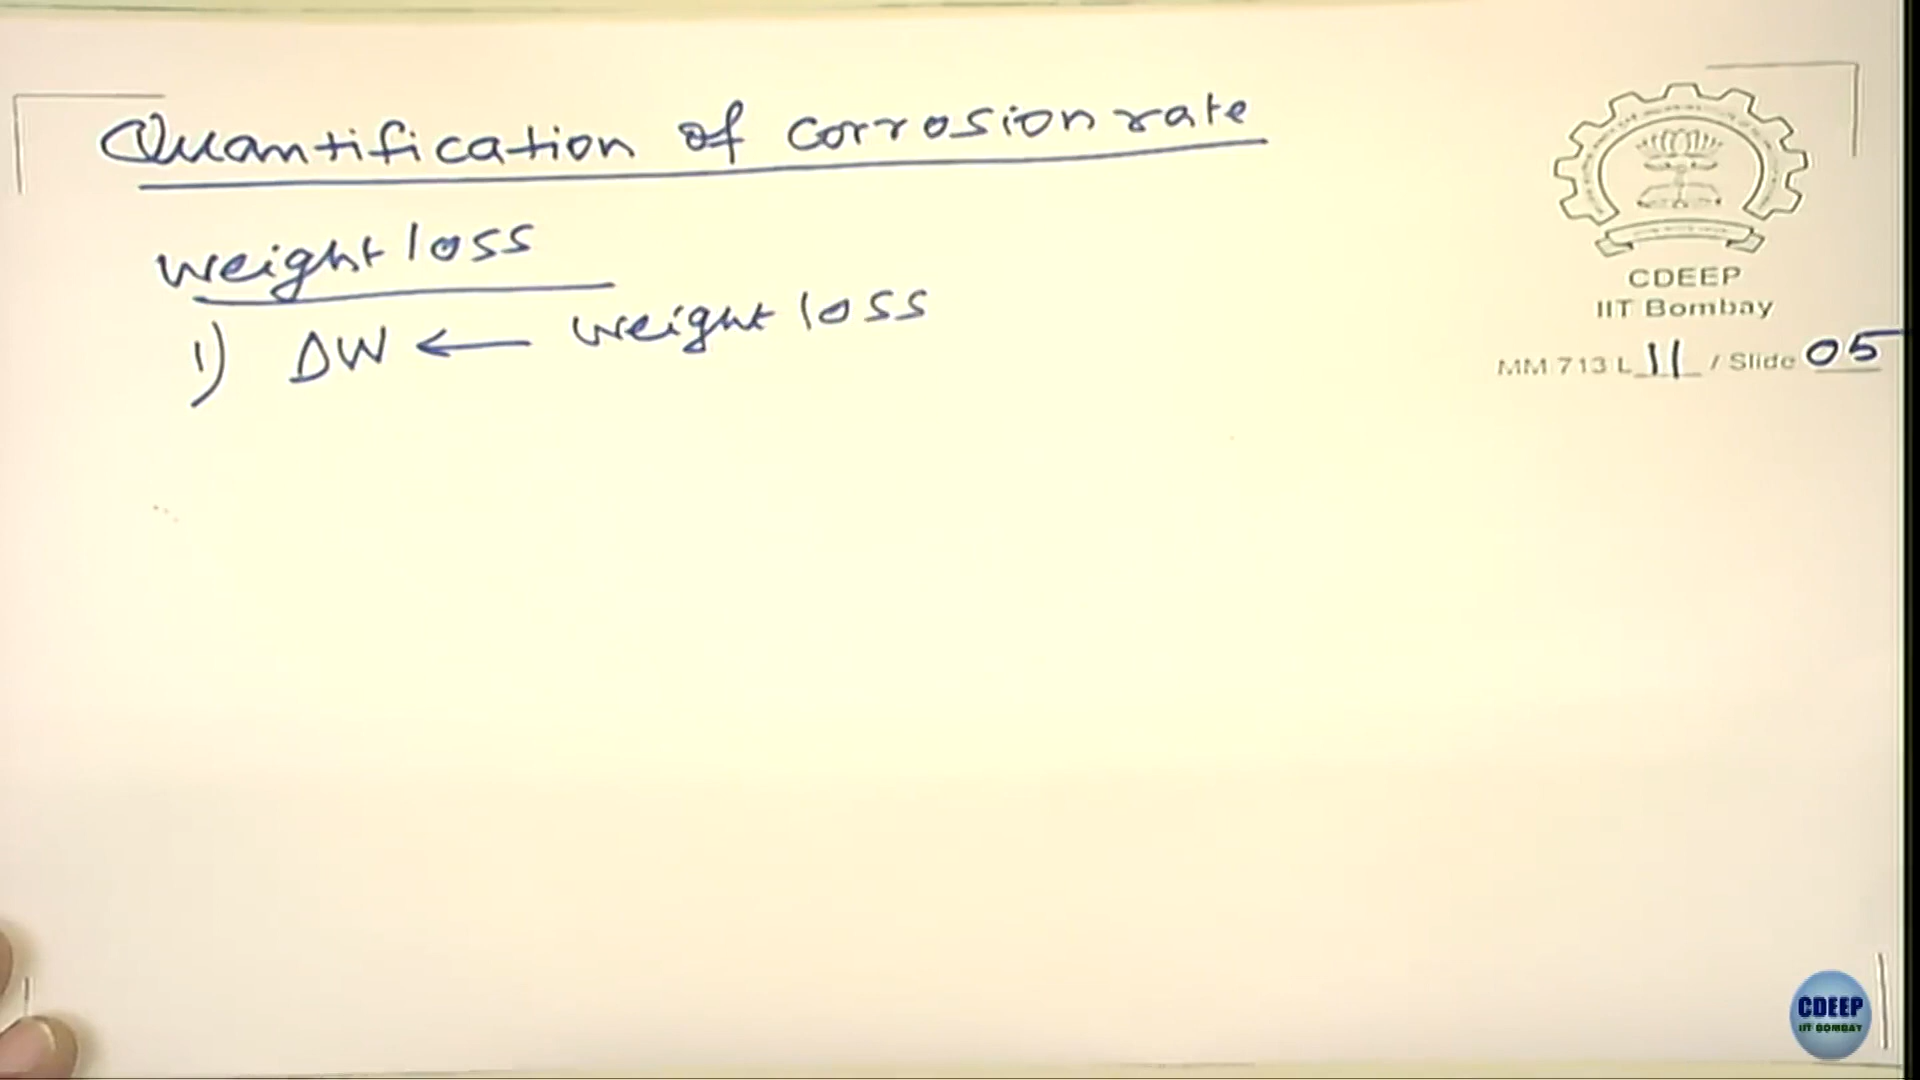 Quantification of corrosion rate
weight loss
1) ΔW ← weight loss
CDEEP
IIT Bombay
MM 713 L 11 / Slide 05
CDEEP
IIT BOMBAY